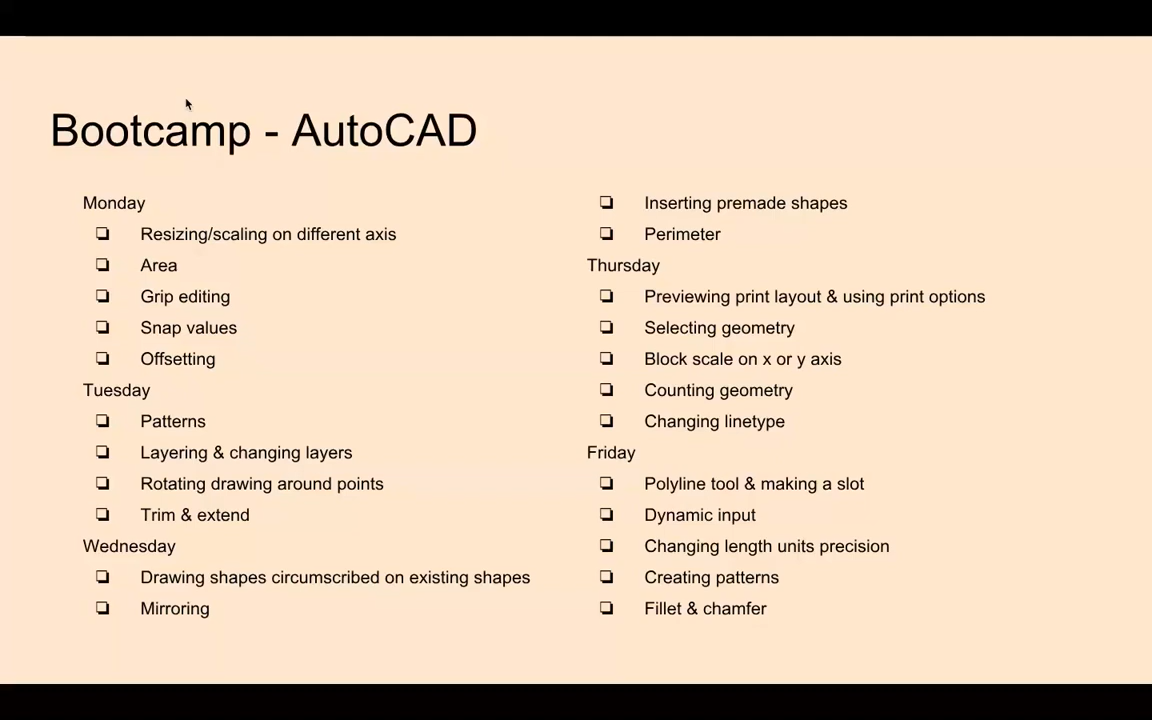 Bootcamp - AutoCAD
Monday
Resizing/scaling on different axis
Area
Grip editing
Snap values
Offsetting
Tuesday
Patterns
Layering & changing layers
Rotating drawing around points
Trim & extend
Wednesday
Drawing shapes circumscribed on existing shapes
Mirroring
Inserting premade shapes
Perimeter
Thursday
Previewing print layout & using print options
Selecting geometry
Block scale on x or y axis
Counting geometry
Changing linetype
Friday
Polyline tool & making a slot
Dynamic input
Changing length units precision
Creating patterns
Fillet & chamfer